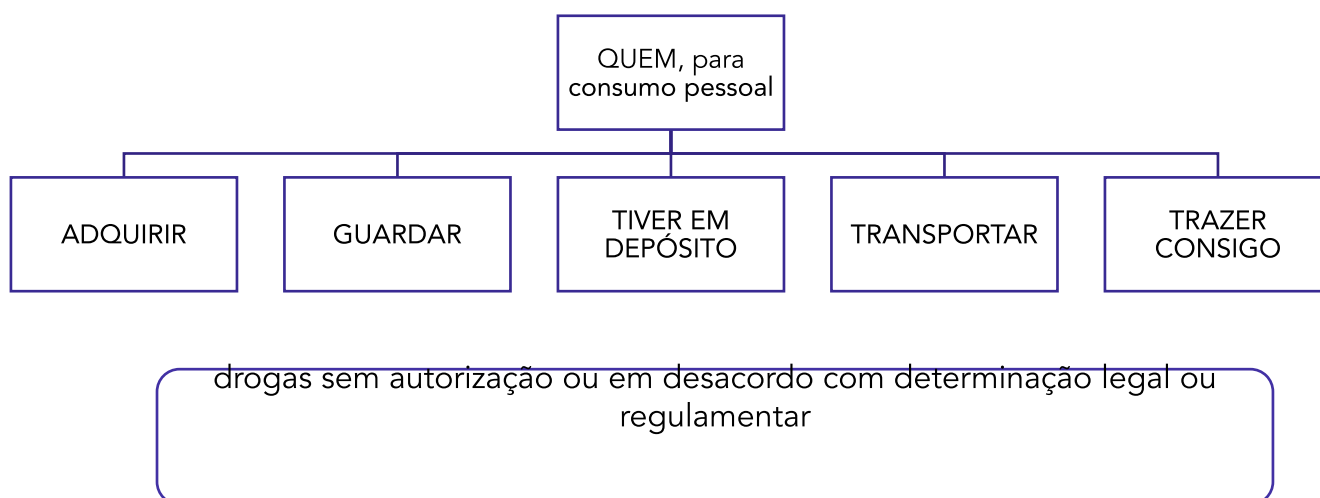 QUEM, para
consumo pessoal
ADQUIRIR
GUARDAR
TIVER EM
DEPÓSITO
TRANSPORTAR
TRAZER
CONSIGO
drogas sem autorização ou em desacordo com determinação legal ou
regulamentar